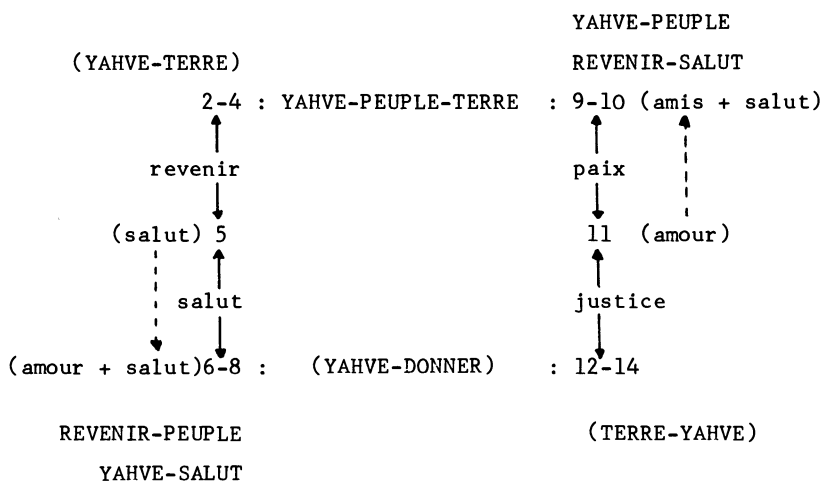 YAHVE-PEUPLE
(YAHVE-TERRE) REVENIR-SALUT
2-4 : YAHVE-PEUPLE-TERRE : 9-10 (amis + salut)
revenir paix
(salut) 5 11 (amour)
salut justice
(amour + salut)6-8 : (YAHVE-DONNER) : 12-14
REVENIR-PEUPLE (TERRE-YAHVE)
YAHVE-SALUT